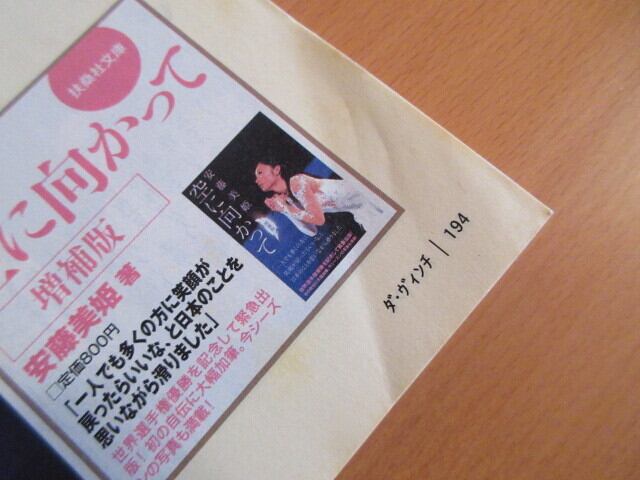 扶桑社文庫
空に向かって
増補版
安藤美姫 著
□定価800円
「一人でも多くの方に笑顔が
戻ったらいいな、と日本のことを
思いながら滑りました」
世界選手権優勝を記念して緊急出
版!初の自伝に大幅加筆。今シーズ
ンの写真も満載!
安藤美姫
空に向かって
ダ・ヴィンチ | 194